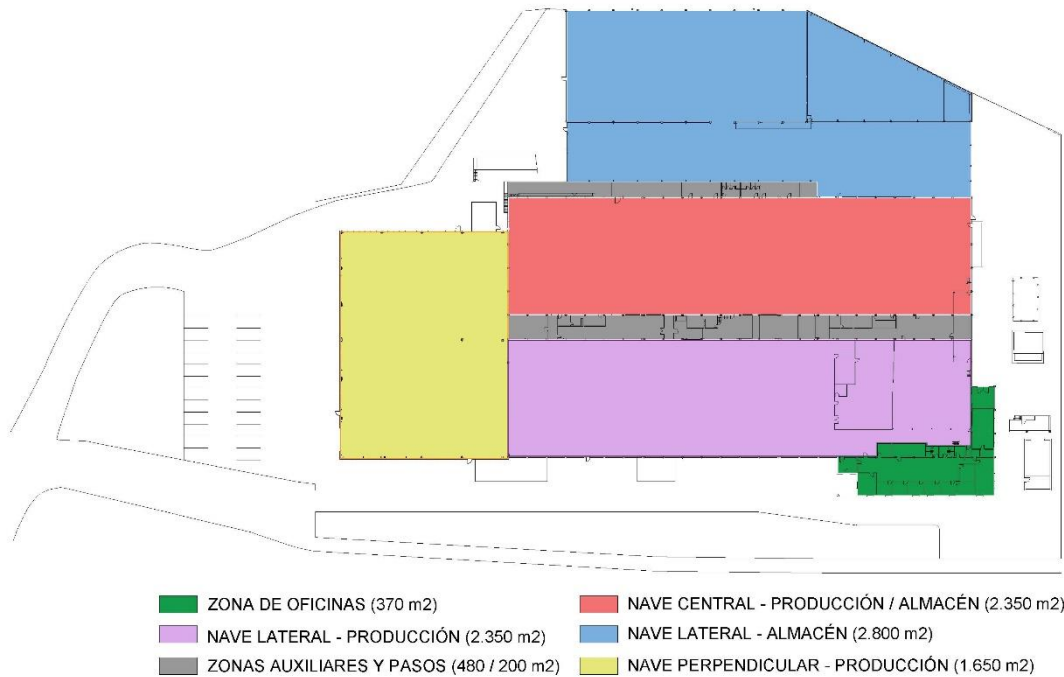 ZONA DE OFICINAS (370 m2)
NAVE LATERAL - PRODUCCIÓN (2.350 m2)
ZONAS AUXILIARES Y PASOS (480 / 200 m2)
NAVE CENTRAL - PRODUCCIÓN / ALMACÉN (2.350 m2)
NAVE LATERAL - ALMACÉN (2.800 m2)
NAVE PERPENDICULAR - PRODUCCIÓN (1.650 m2)